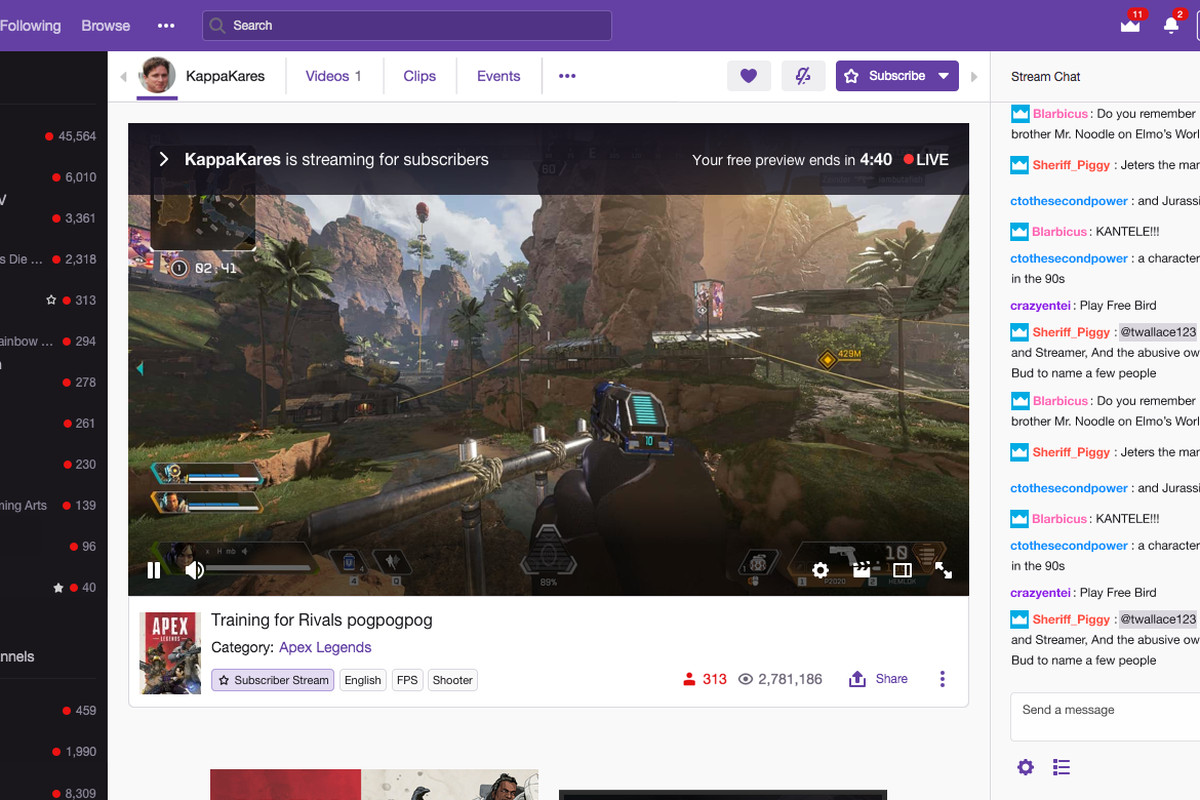 Following Browse ••• Search 11 2
KappaKares Videos 1 Clips Events ••• Subscribe
Stream Chat
45,564
6,010
V
3,361
s Die ... 2,318
313
ainbow ... 294
278
261
230
ming Arts 139
96
40
nnels
459
1,990
8,309
KappaKares is streaming for subscribers
Your free preview ends in 4:40 LIVE
1 02:41
429M
10
89%
P2020
HEMLOK
10
APEX
LEGENDS
Training for Rivals pogpogpog
Category: Apex Legends
Subscriber Stream English FPS Shooter
313 2,781,186 Share
Blarbicus: Do you remember
brother Mr. Noodle on Elmo's Worl
Sheriff_Piggy : Jeters the mar
ctothesecondpower : and Jurassi
Blarbicus: KANTELE!!!
ctothesecondpower : a character
in the 90s
crazyentei: Play Free Bird
Sheriff_Piggy : @twallace123
and Streamer, And the abusive ow
Bud to name a few people
Blarbicus: Do you remember
brother Mr. Noodle on Elmo's Worl
Sheriff_Piggy : Jeters the mar
ctothesecondpower : and Jurassi
Blarbicus: KANTELE!!!
ctothesecondpower : a character
in the 90s
crazyentei: Play Free Bird
Sheriff_Piggy : @twallace123
and Streamer, And the abusive ow
Bud to name a few people
Send a message